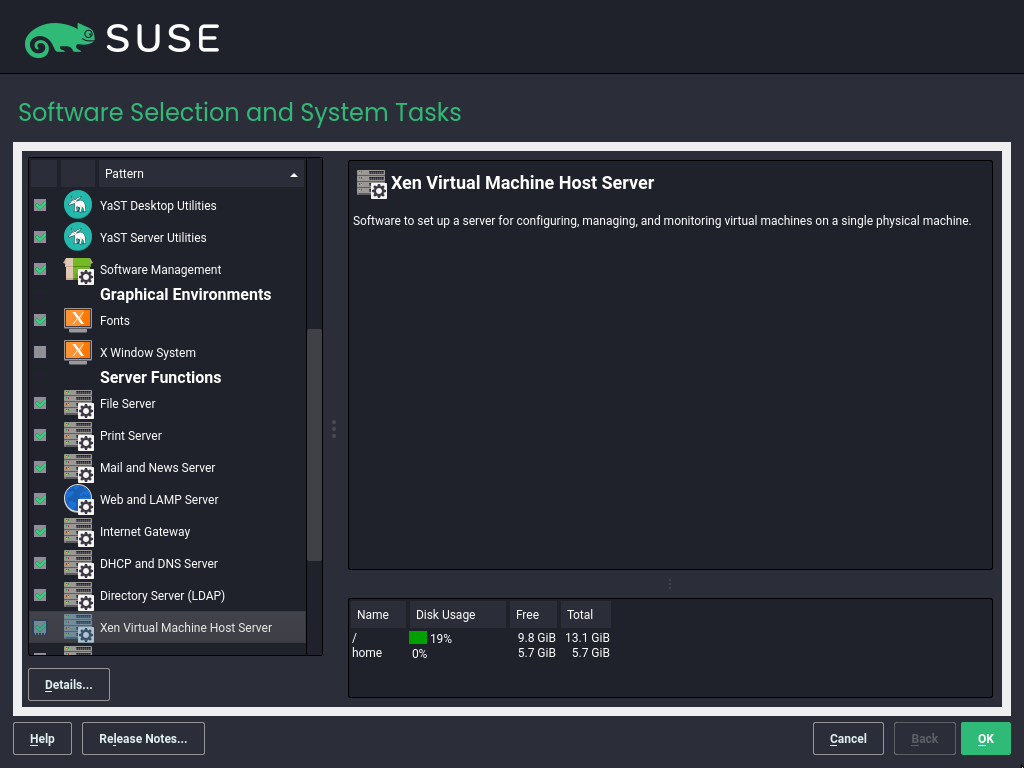 SUSE
Software Selection and System Tasks
Pattern
YaST Desktop Utilities
YaST Server Utilities
Software Management
Graphical Environments
X
Fonts
X
X Window System
Server Functions
File Server
Print Server
Mail and News Server
Web and LAMP Server
Internet Gateway
DHCP and DNS Server
Directory Server (LDAP)
Xen Virtual Machine Host Server
Details...
Xen Virtual Machine Host Server
Software to set up a server for configuring, managing, and monitoring virtual machines on a single physical machine.
Name Disk Usage Free Total
/ 19% 9.8 GiB 13.1 GiB
home 0% 5.7 GiB 5.7 GiB
Help Release Notes... Cancel Back OK